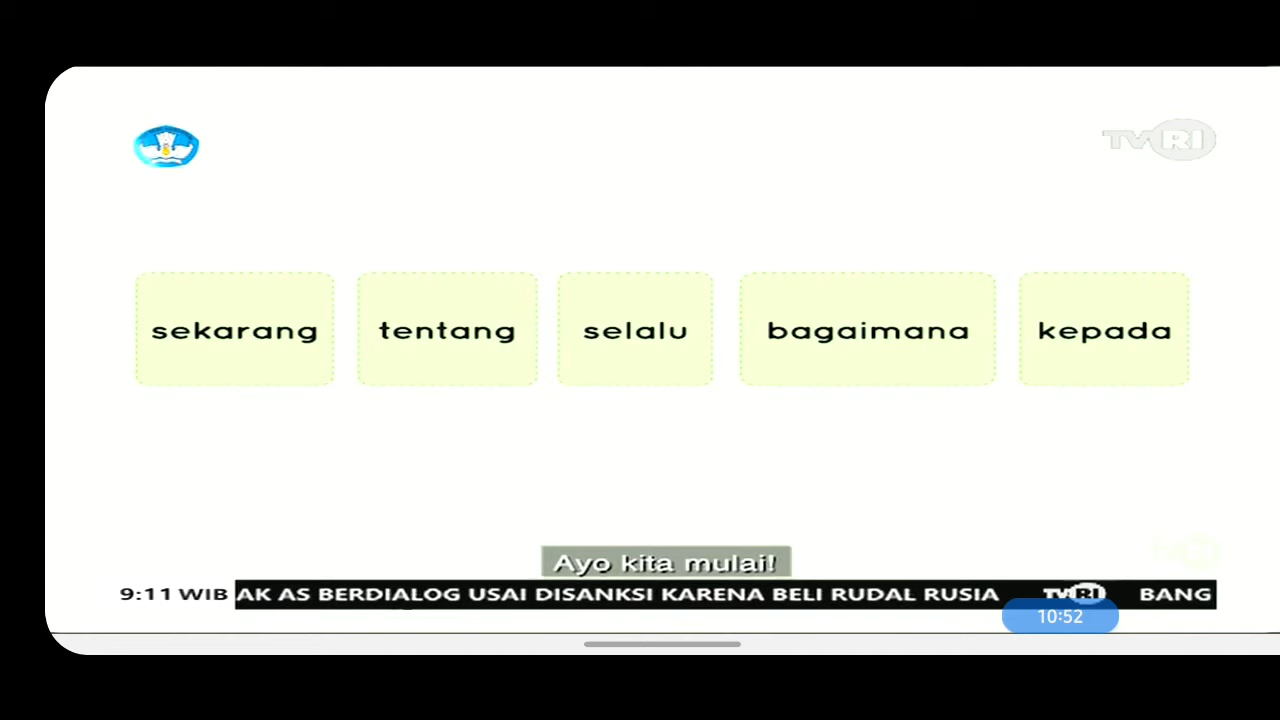 TVRI
sekarang tentang selalu bagaimana kepada
Ayo kita mulai!
9:11 WIB AK AS BERDIALOG USAI DISANKSI KARENA BELI RUDAL RUSIA TVRI BANG
10:52